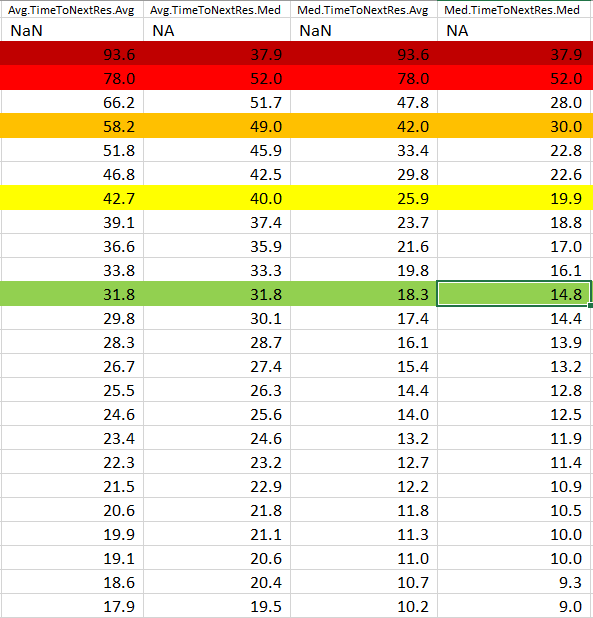 Avg.TimeToNextRes.Avg Avg.TimeToNextRes.Med Med.TimeToNextRes.Avg Med.TimeToNextRes.Med
NaN NA NaN NA
93.6 37.9 93.6 37.9
78.0 52.0 78.0 52.0
66.2 51.7 47.8 28.0
58.2 49.0 42.0 30.0
51.8 45.9 33.4 22.8
46.8 42.5 29.8 22.6
42.7 40.0 25.9 19.9
39.1 37.4 23.7 18.8
36.6 35.9 21.6 17.0
33.8 33.3 19.8 16.1
31.8 31.8 18.3 14.8
29.8 30.1 17.4 14.4
28.3 28.7 16.1 13.9
26.7 27.4 15.4 13.2
25.5 26.3 14.4 12.8
24.6 25.6 14.0 12.5
23.4 24.6 13.2 11.9
22.3 23.2 12.7 11.4
21.5 22.9 12.2 10.9
20.6 21.8 11.8 10.5
19.9 21.1 11.3 10.0
19.1 20.6 11.0 10.0
18.6 20.4 10.7 9.3
17.9 19.5 10.2 9.0